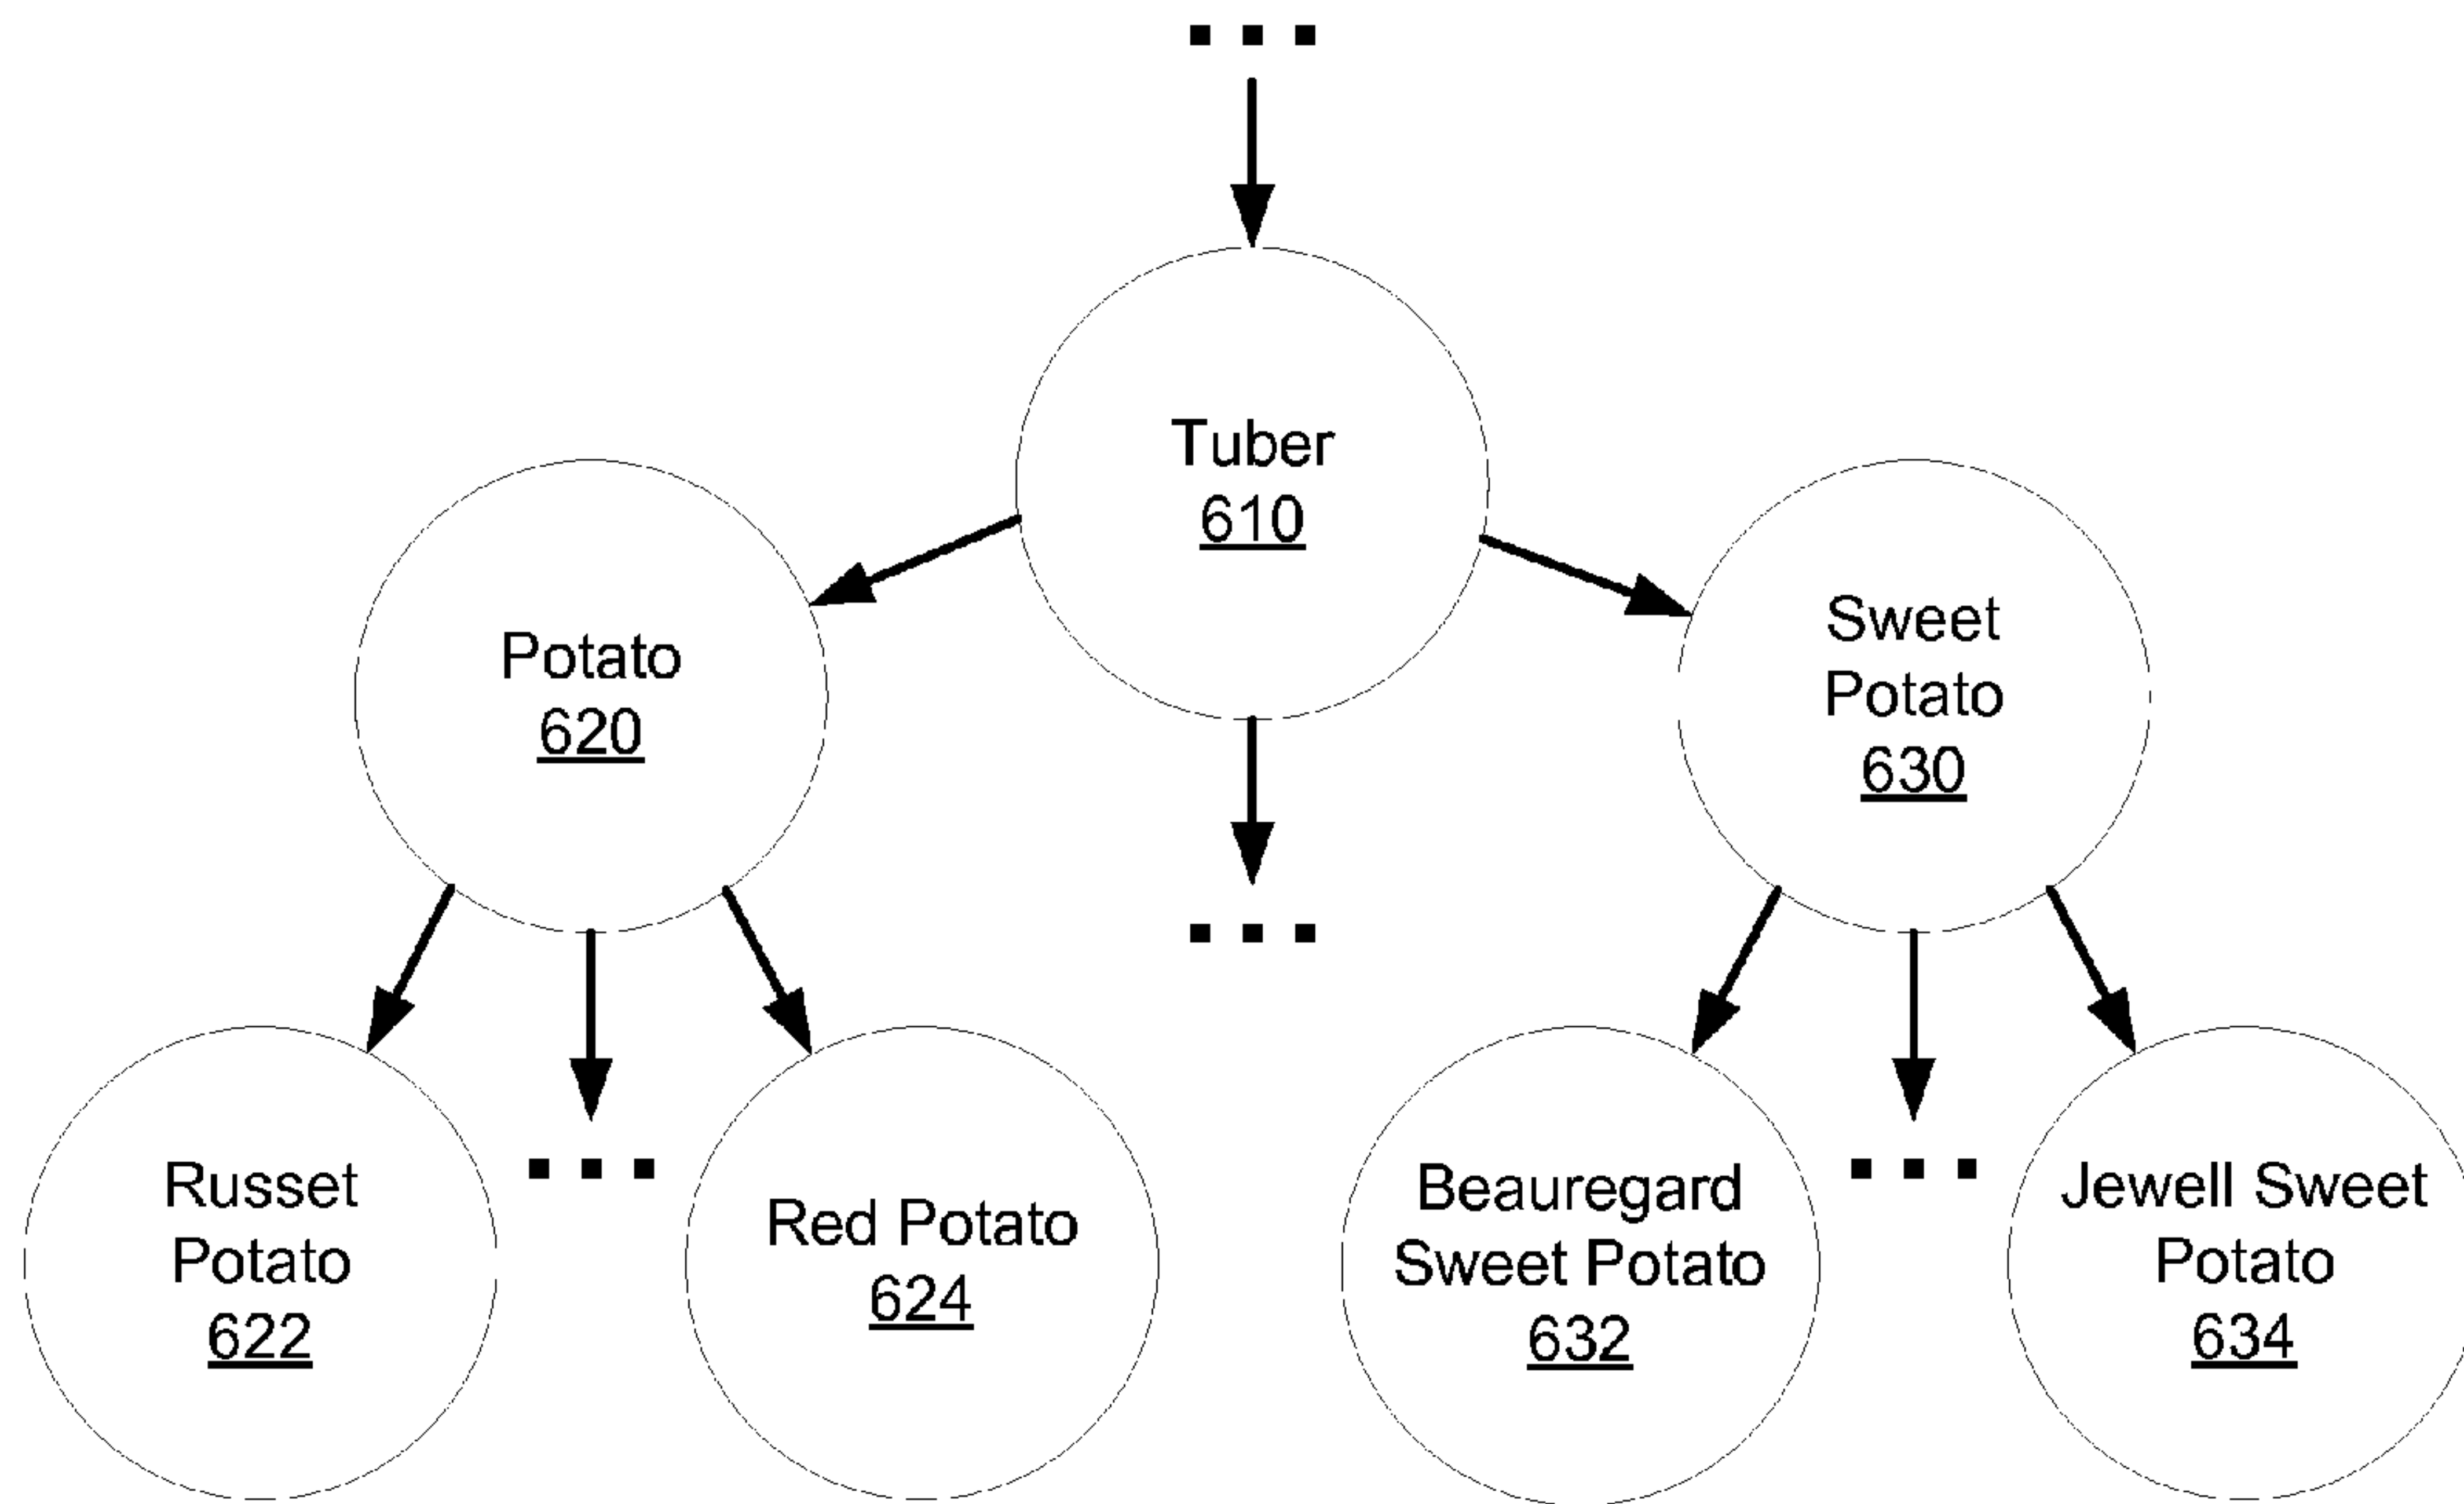 Tuber
610
Potato
620
Sweet
Potato
630
Russet
Potato
622
Red Potato
624
Beauregard
Sweet Potato
632
Jewell Sweet
Potato
634